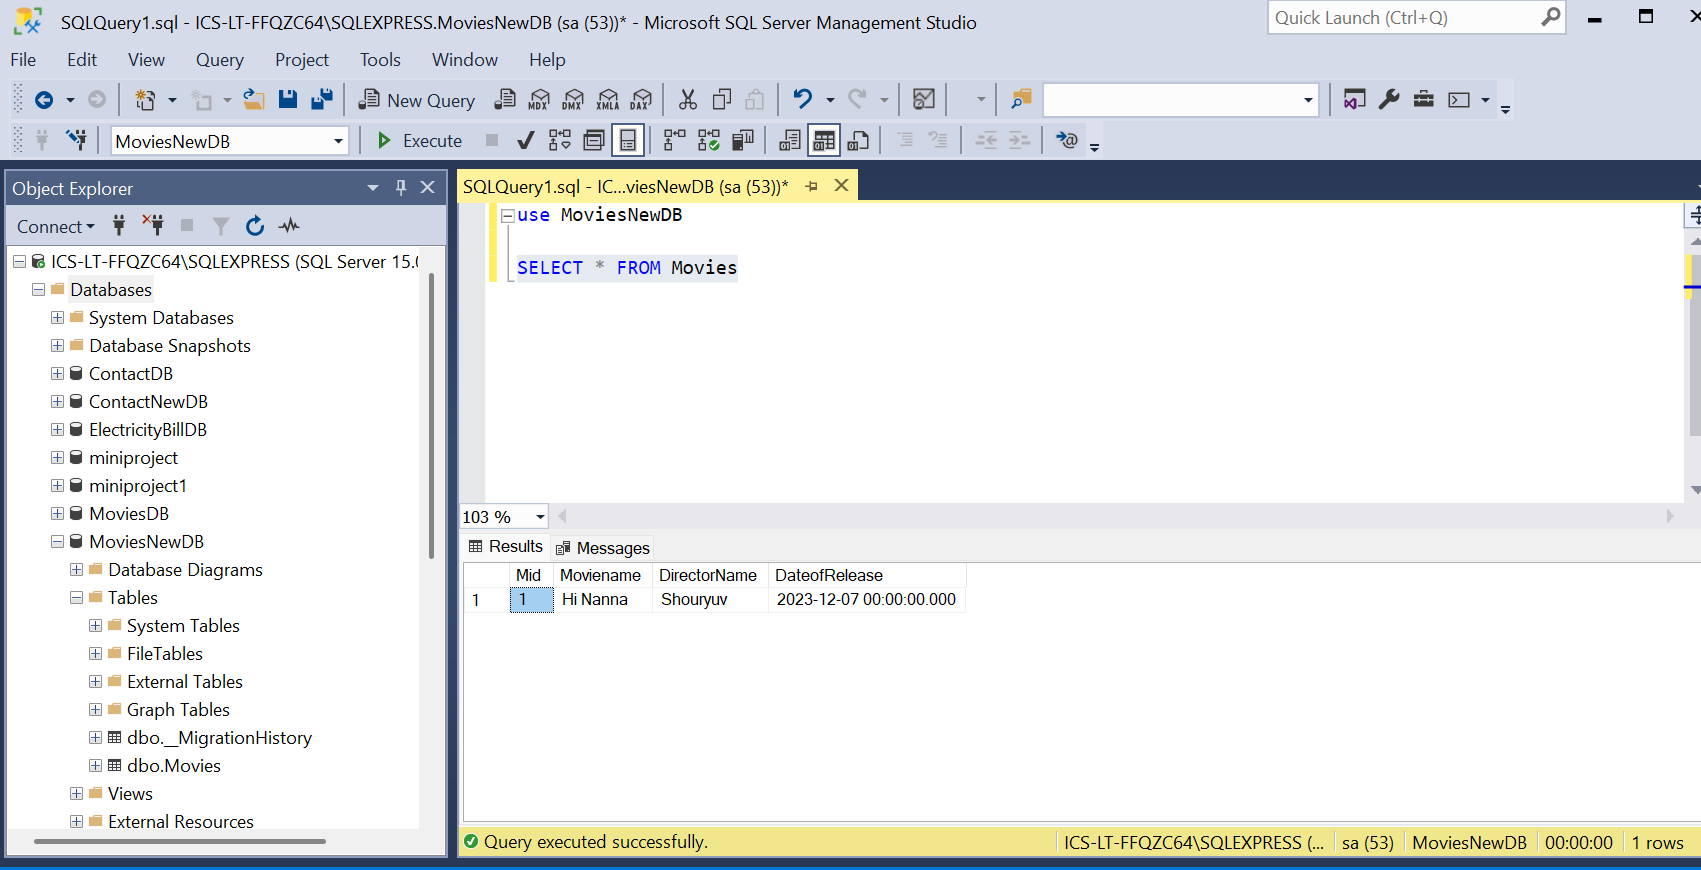 SQLQuery1.sql - ICS-LT-FFQZC64\SQLEXPRESS.MoviesNewDB (sa (53))* - Microsoft SQL Server Management Studio
Quick Launch (Ctrl+Q)
File Edit View Query Project Tools Window Help
New Query MDX DMX XMLA DAX
MoviesNewDB Execute
Object Explorer
Connect
ICS-LT-FFQZC64\SQLEXPRESS (SQL Server 15.0
Databases
System Databases
Database Snapshots
ContactDB
ContactNewDB
ElectricityBillDB
miniproject
miniproject1
MoviesDB
MoviesNewDB
Database Diagrams
Tables
System Tables
FileTables
External Tables
Graph Tables
dbo.__MigrationHistory
dbo.Movies
Views
External Resources
SQLQuery1.sql - IC...viesNewDB (sa (53))*
use MoviesNewDB
SELECT * FROM Movies
103 %
Results Messages
Mid Moviename DirectorName DateofRelease
1 1 Hi Nanna Shouryuv 2023-12-07 00:00:00.000
Query executed successfully. ICS-LT-FFQZC64\SQLEXPRESS (... sa (53) MoviesNewDB 00:00:00 1 rows